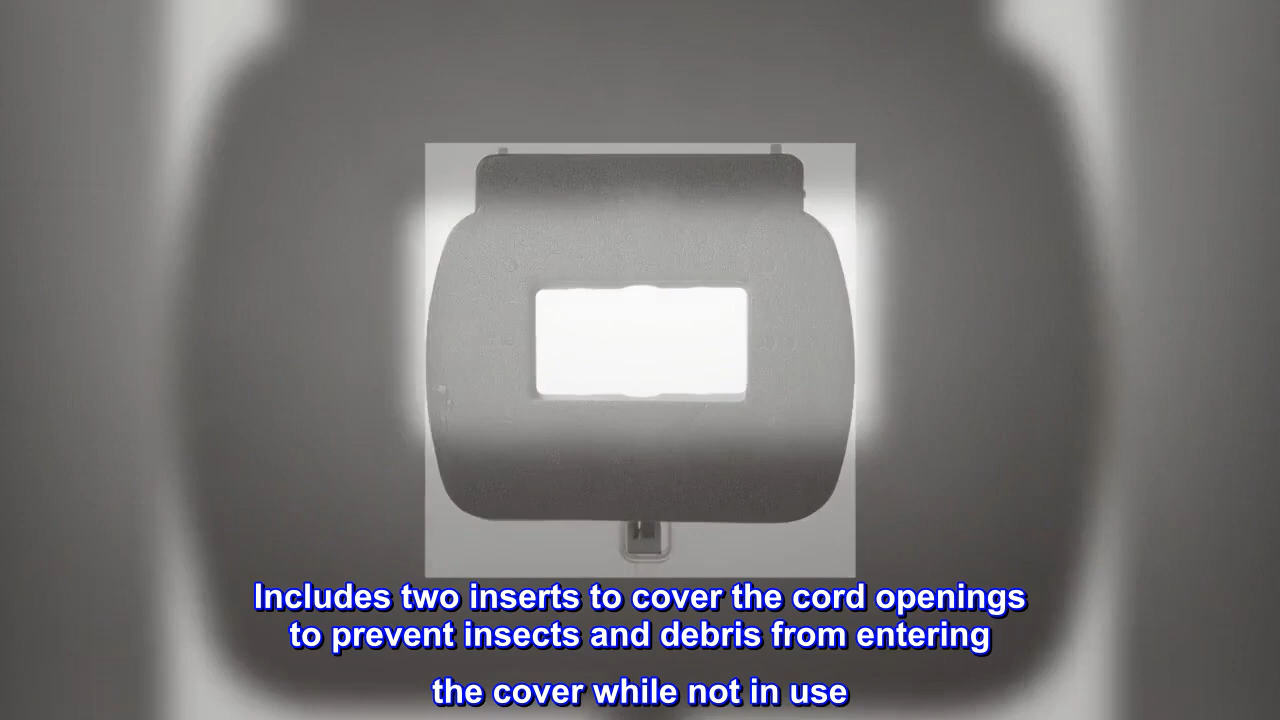 Includes two inserts to cover the cord openings
to prevent insects and debris from entering
the cover while not in use